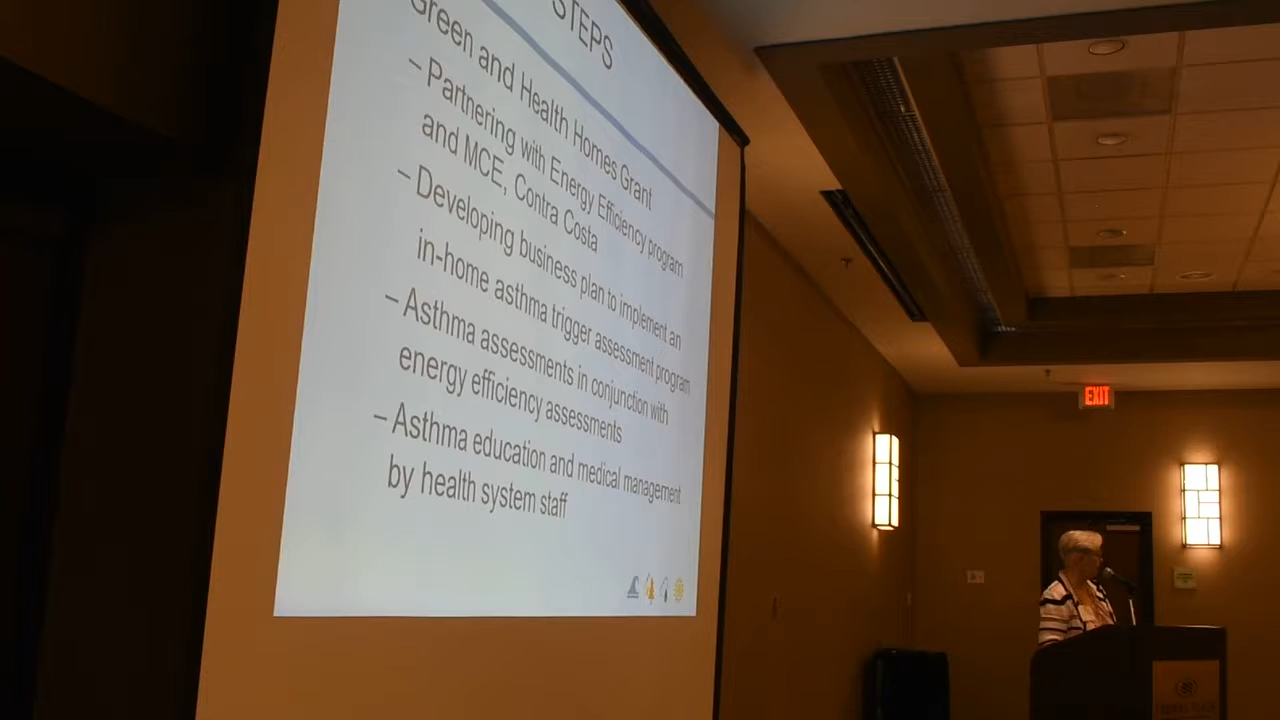 STEPS
Green and Health Homes Grant
– Partnering with Energy Efficiency program
and MCE, Contra Costa
– Developing business plan to implement an
in-home asthma trigger assessment program
– Asthma assessments in conjunction with
energy efficiency assessments
– Asthma education and medical management
by health system staff
EXIT